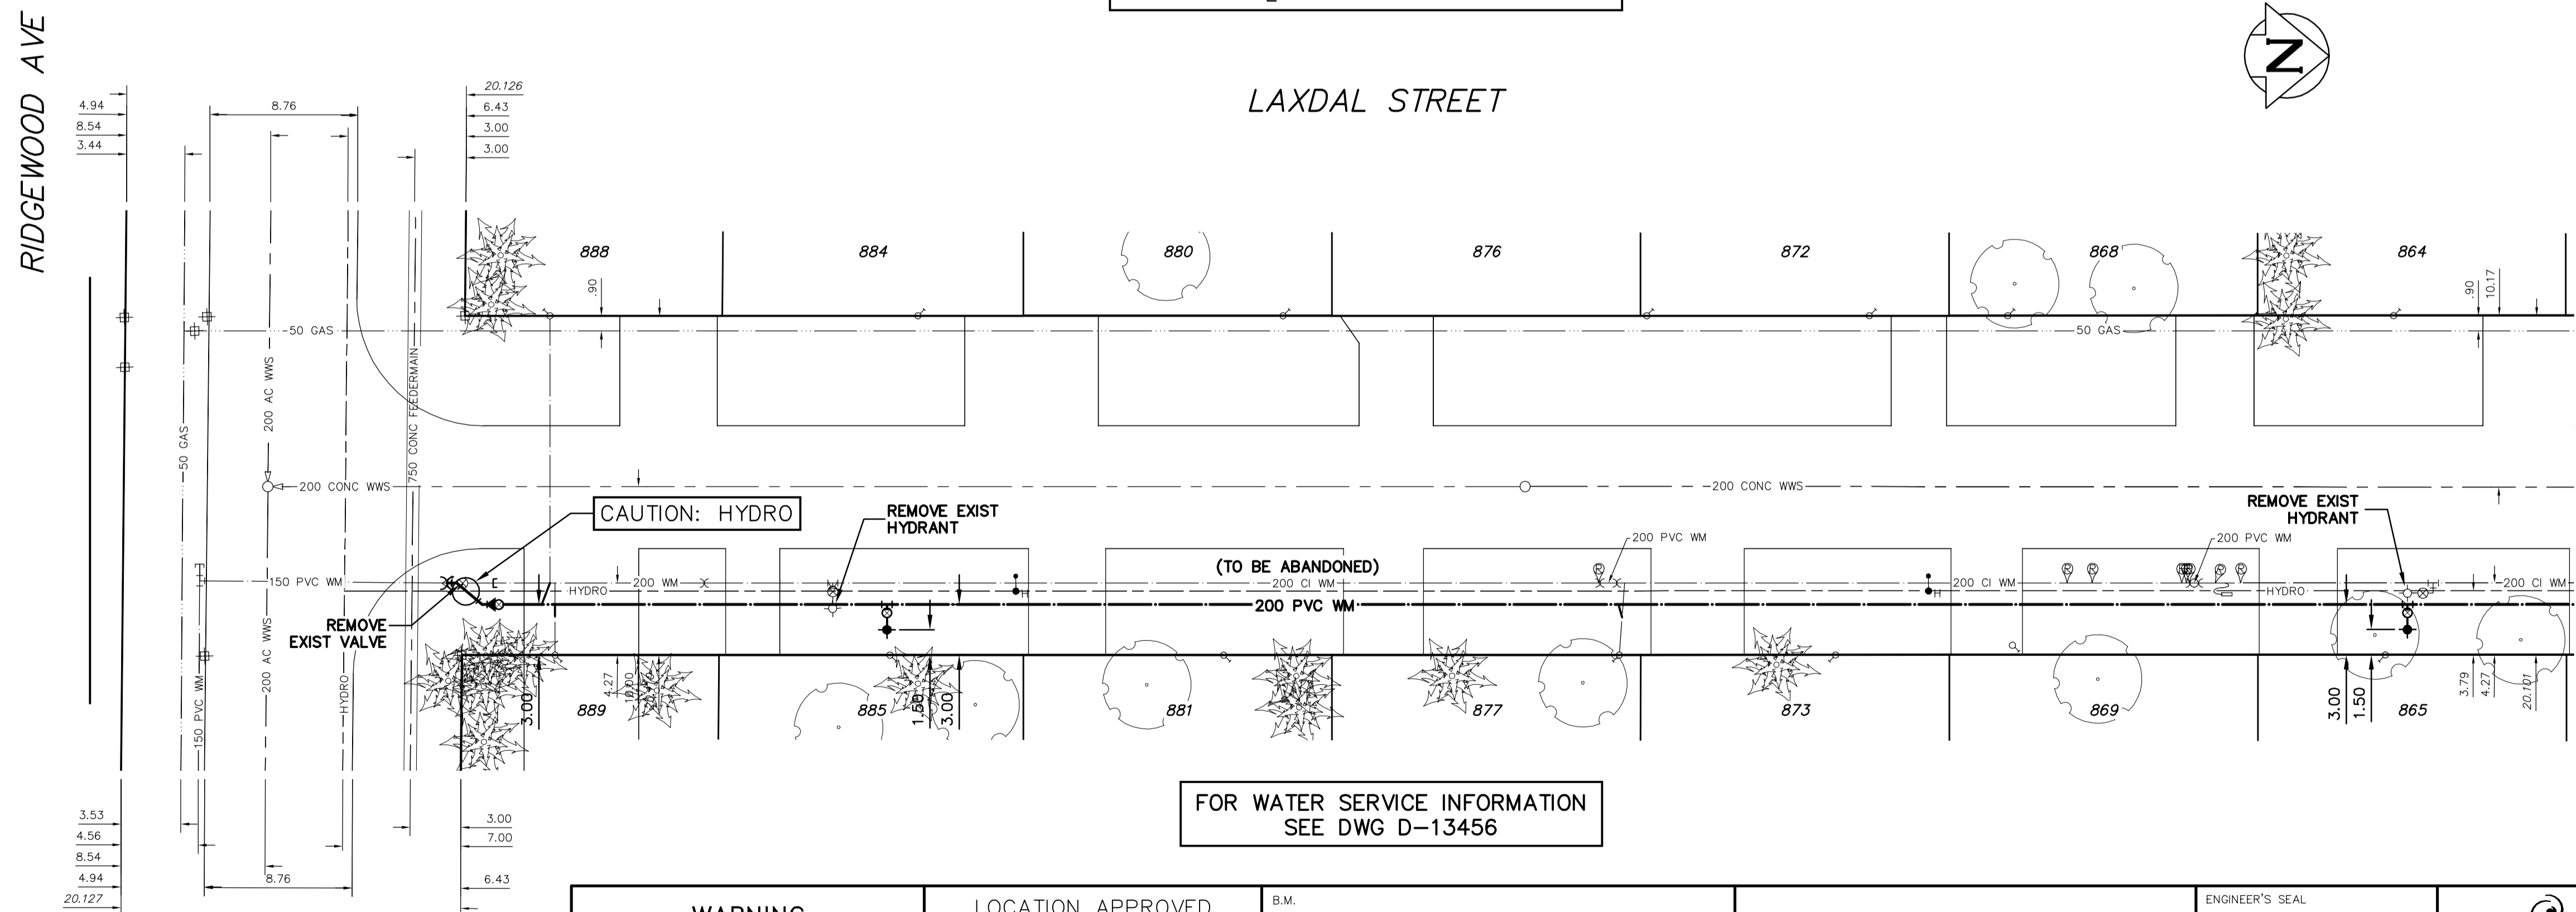 RIDGEWOOD AVE
LAXDAL STREET
N
4.94
8.54
3.44
8.76
20.126
6.43
3.00
3.00
888
884
880
876
872
868
864
.90
.90
10.17
50 GAS
50 GAS
200 AC WWS
750 CONC FEEDERMAIN
50 GAS
200 CONC WWS
200 CONC WWS
CAUTION: HYDRO
REMOVE EXIST
HYDRANT
REMOVE EXIST
HYDRANT
200 PVC WM
200 PVC WM
(TO BE ABANDONED)
150 PVC WM
E
200 WM
200 CI WM
200 CI WM
200 CI WM
HYDRO
HYDRO
H
H
R
R
R
R
R
R
200 PVC WM
REMOVE
EXIST VALVE
150 PVC WM
200 AC WWS
HYDRO
3.00
4.27
10.00
1.50
3.00
3.00
1.50
3.79
4.27
20.101
889
885
881
877
873
869
865
FOR WATER SERVICE INFORMATION
SEE DWG D-13456
3.53
4.56
8.54
4.94
20.127
8.76
3.00
7.00
6.43
WARNING
LOCATION APPROVED
B.M.
ENGINEER'S SEAL